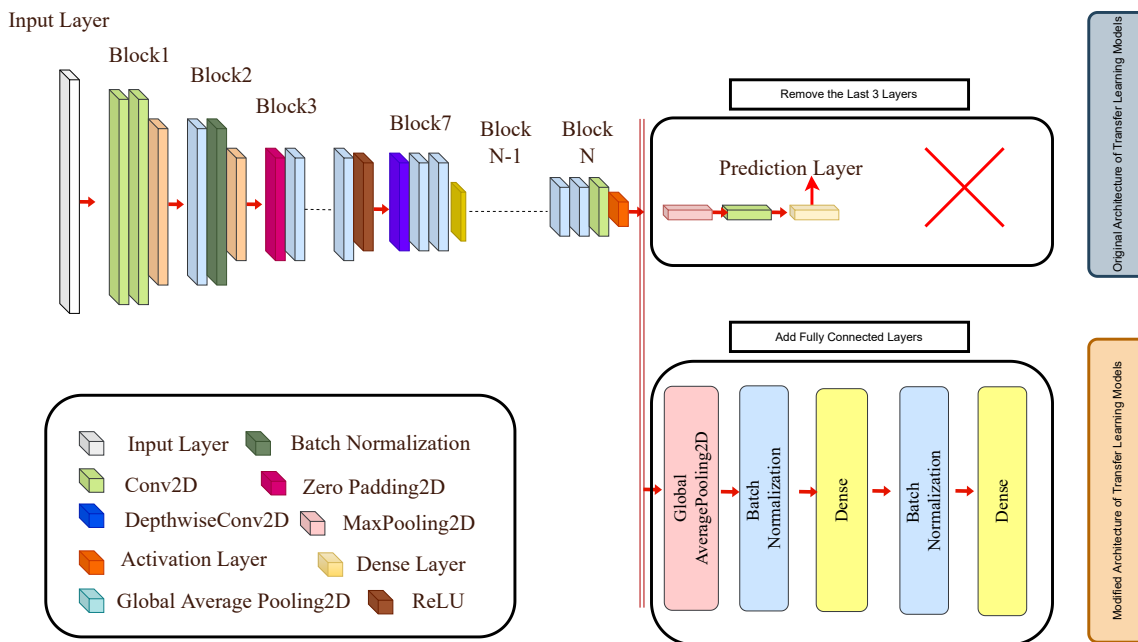 Input Layer
Block1
Block2
Block3
Block7
Block
N-1
Block
N
Remove the Last 3 Layers
Prediction Layer
Original Architecture of Transfer Learning Models
Add Fully Connected Layers
Global
AveragePooling2D
Batch
Normalization
Dense
Batch
Normalization
Dense
Modified Architecture of Transfer Learning Models
Input Layer
Batch Normalization
Conv2D
Zero Padding2D
DepthwiseConv2D
MaxPooling2D
Activation Layer
Dense Layer
Global Average Pooling2D
ReLU